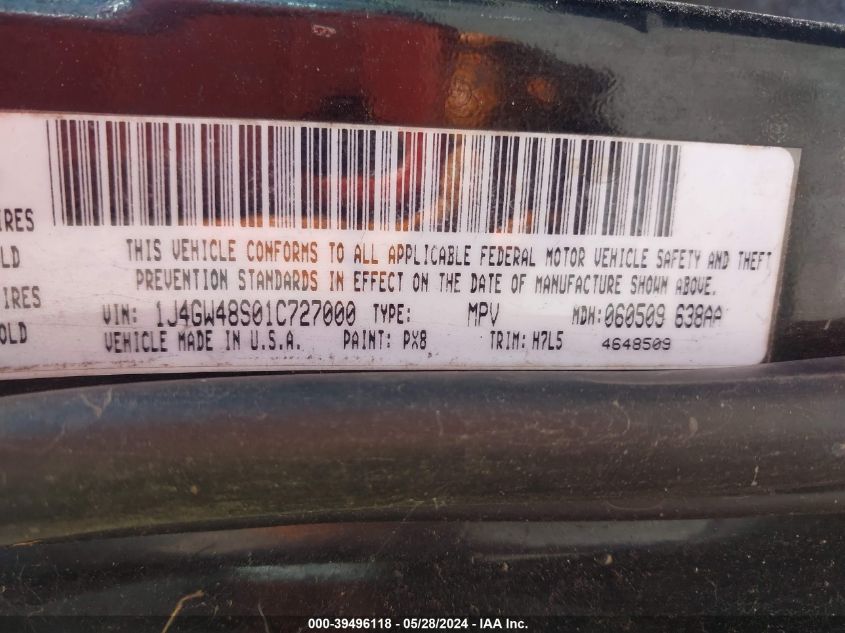 IRES
THIS VEHICLE CONFORMS TO ALL APPLICABLE FEDERAL MOTOR VEHICLE SAFETY AND THEFT
LD
PREVENTION STANDARDS IN EFFECT ON THE DATE OF MANUFACTURE SHOWN ABOVE.
IRES
VIN: 1J4GW48S01C727000 TYPE: MPV MDH: 060509 638AA
OLD
VEHICLE MADE IN U.S.A. PAINT: PX8 TRIM: H7L5 4648509
000-39496118 - 05/28/2024 - © IAA, Inc.